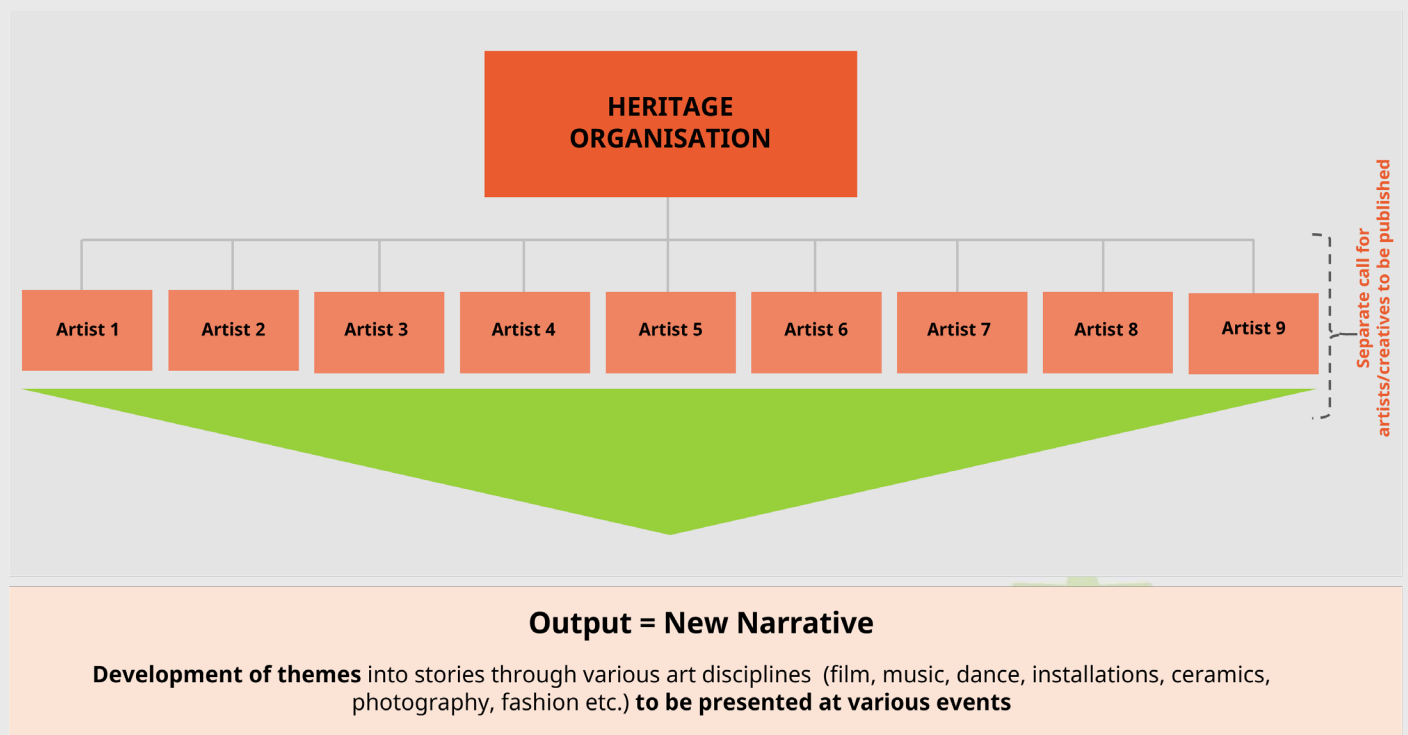 HERITAGE
ORGANISATION
Artist 1
Artist 2
Artist 3
Artist 4
Artist 5
Artist 6
Artist 7
Artist 8
Artist 9
Separate call for
artists/creatives to be published
Output = New Narrative
Development of themes into stories through various art disciplines (film, music, dance, installations, ceramics,
photography, fashion etc.) to be presented at various events